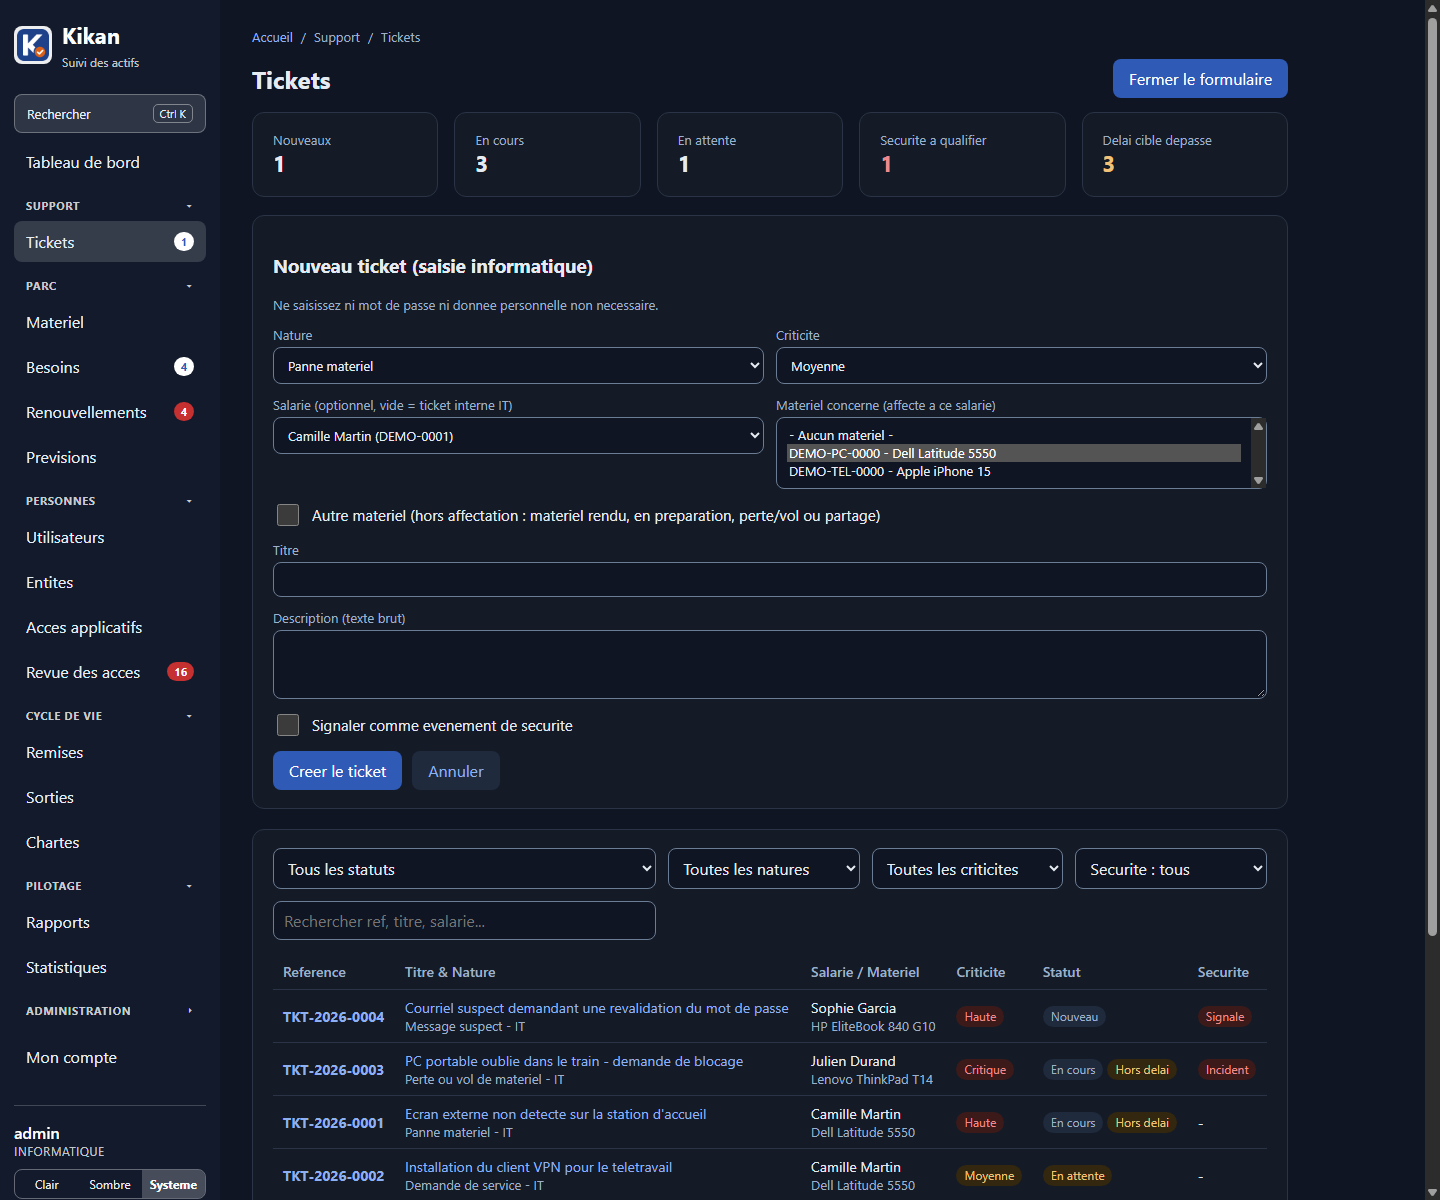 Kikan
Suivi des actifs
Rechercher Ctrl K
Tableau de bord
SUPPORT
Tickets 1
PARC
Materiel
Besoins 4
Renouvellements 4
Previsions
PERSONNES
Utilisateurs
Entites
Acces applicatifs
Revue des acces 16
CYCLE DE VIE
Remises
Sorties
Chartes
PILOTAGE
Rapports
Statistiques
ADMINISTRATION
Mon compte
admin
INFORMATIQUE
Clair Sombre Systeme
Accueil / Support / Tickets
Tickets
Fermer le formulaire
Nouveaux
1
En cours
3
En attente
1
Securite a qualifier
1
Delai cible depasse
3
Nouveau ticket (saisie informatique)
Ne saisissez ni mot de passe ni donnee personnelle non necessaire.
Nature
Panne materiel
Criticite
Moyenne
Salarie (optionnel, vide = ticket interne IT)
Camille Martin (DEMO-0001)
Materiel concerne (affecte a ce salarie)
- Aucun materiel -
DEMO-PC-0000 - Dell Latitude 5550
DEMO-TEL-0000 - Apple iPhone 15
Autre materiel (hors affectation : materiel rendu, en preparation, perte/vol ou partage)
Titre
Description (texte brut)
Signaler comme evenement de securite
Creer le ticket Annuler
Tous les statuts Toutes les natures Toutes les criticites Securite : tous
Rechercher ref, titre, salarie...
Reference Titre & Nature Salarie / Materiel Criticite Statut Securite
TKT-2026-0004 Courriel suspect demandant une revalidation du mot de passe Sophie Garcia Haute Nouveau Signale
Message suspect - IT HP EliteBook 840 G10
TKT-2026-0003 PC portable oublie dans le train - demande de blocage Julien Durand Critique En cours Hors delai Incident
Perte ou vol de materiel - IT Lenovo ThinkPad T14
TKT-2026-0001 Ecran externe non detecte sur la station d'accueil Camille Martin Haute En cours Hors delai -
Panne materiel - IT Dell Latitude 5550
TKT-2026-0002 Installation du client VPN pour le teletravail Camille Martin Moyenne En attente -
Demande de service - IT Dell Latitude 5550